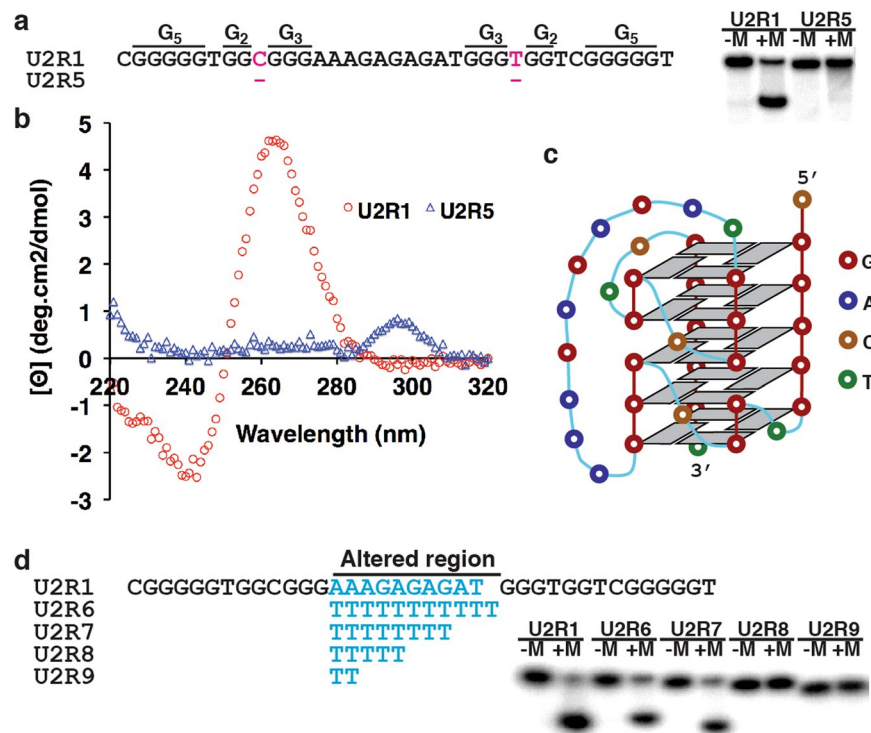 a
G5 G2 G3 G3 G2 G5
U2R1 CGGGGGTGGCGGGAAAGAGAGATGGGTGGTCGGGGGT
U2R5 – –
U2R1 U2R5
-M +M -M +M
b
[Θ] (deg.cm2/dmol)
5
4
3
2
1
0
-1
-2
-3
220 240 260 280 300 320
Wavelength (nm)
U2R1 U2R5
c
5′
3′
G
A
C
T
d
Altered region
U2R1 CGGGGGTGGCGGGAAAGAGAGAT GGGTGGTCGGGGGT
U2R6 TTTTTTTTTTT
U2R7 TTTTTTTT
U2R8 TTTTT
U2R9 TT
U2R1 U2R6 U2R7 U2R8 U2R9
-M +M -M +M -M +M -M +M -M +M